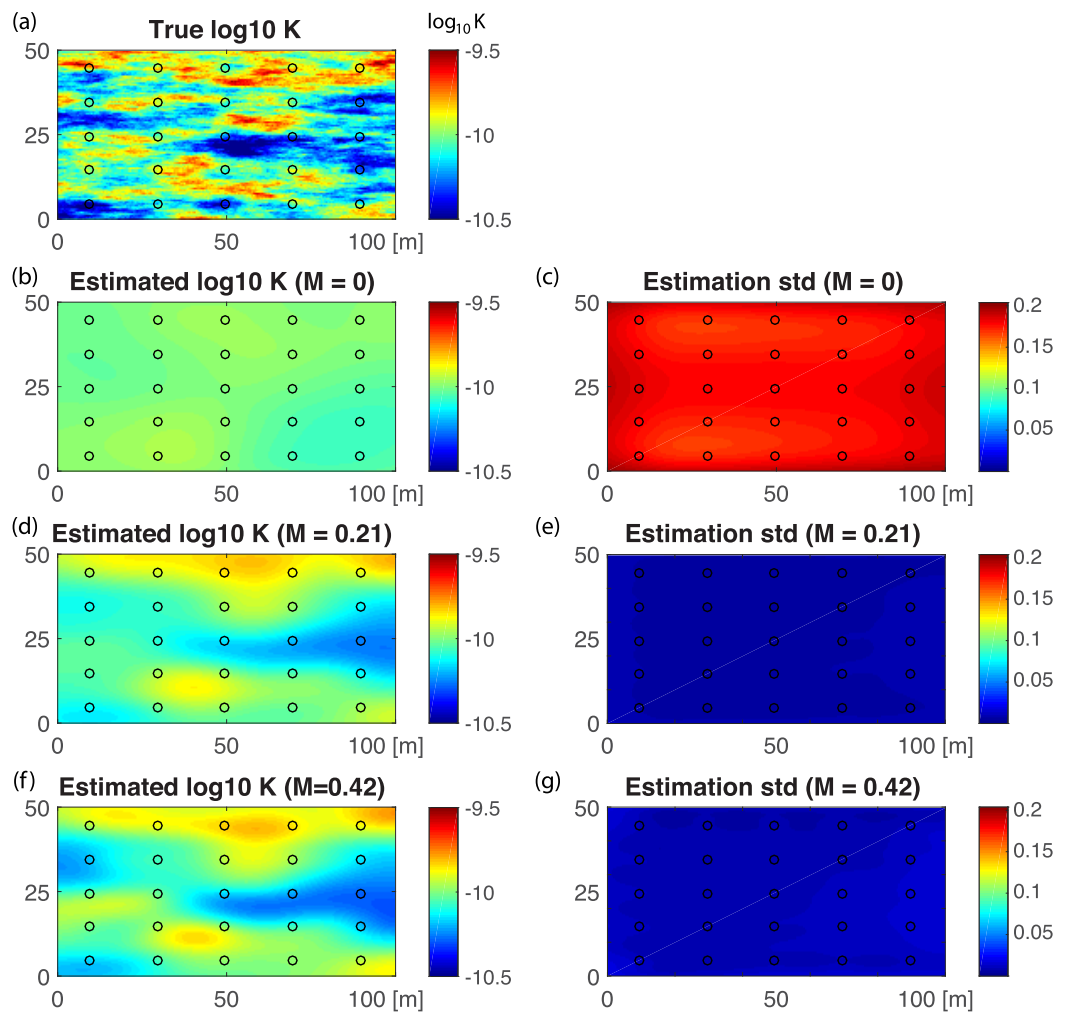 (a) True log10 K log10K
50 -9.5
25 -10
0 -10.5
0 50 100 [m]
(b) Estimated log10 K (M = 0)
50 -9.5
25 -10
0 -10.5
0 50 100 [m]
(c) Estimation std (M = 0)
50 0.2
0.15
25 0.1
0.05
0
0 50 100 [m]
(d) Estimated log10 K (M = 0.21)
50 -9.5
25 -10
0 -10.5
0 50 100 [m]
(e) Estimation std (M = 0.21)
50 0.2
0.15
25 0.1
0.05
0
0 50 100 [m]
(f) Estimated log10 K (M=0.42)
50 -9.5
25 -10
0 -10.5
0 50 100 [m]
(g) Estimation std (M = 0.42)
50 0.2
0.15
25 0.1
0.05
0
0 50 100 [m]